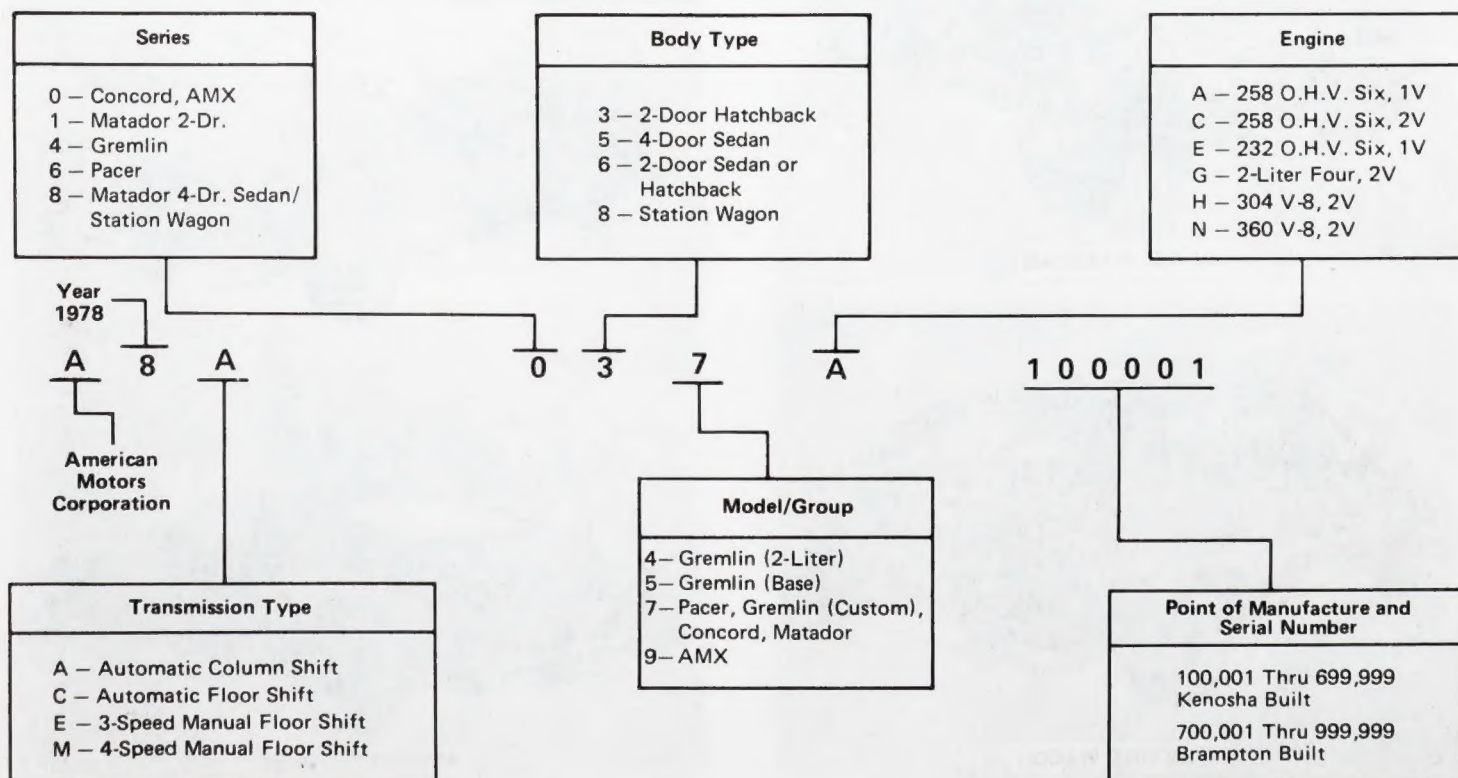 Series
0 – Concord, AMX
1 – Matador 2-Dr.
4 – Gremlin
6 – Pacer
8 – Matador 4-Dr. Sedan/
Station Wagon
Body Type
3 – 2-Door Hatchback
5 – 4-Door Sedan
6 – 2-Door Sedan or
Hatchback
8 – Station Wagon
Engine
A – 258 O.H.V. Six, 1V
C – 258 O.H.V. Six, 2V
E – 232 O.H.V. Six, 1V
G – 2-Liter Four, 2V
H – 304 V-8, 2V
N – 360 V-8, 2V
Year
1978
A 8 A 0 3 7 A 1 0 0 0 0 1
American
Motors
Corporation
Transmission Type
A – Automatic Column Shift
C – Automatic Floor Shift
E – 3-Speed Manual Floor Shift
M – 4-Speed Manual Floor Shift
Model/Group
4– Gremlin (2-Liter)
5– Gremlin (Base)
7– Pacer, Gremlin (Custom),
Concord, Matador
9– AMX
Point of Manufacture and
Serial Number
100,001 Thru 699,999
Kenosha Built
700,001 Thru 999,999
Brampton Built